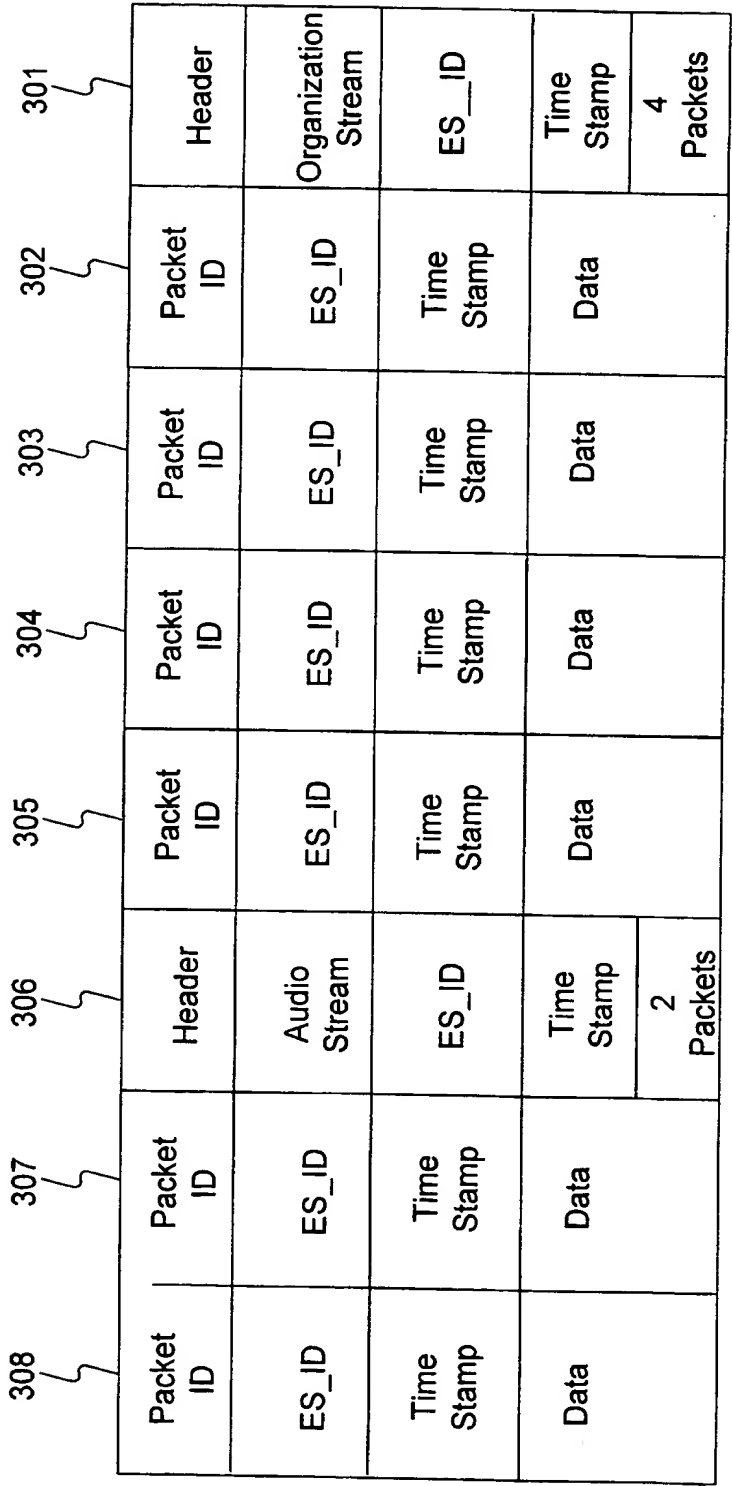 308
Packet
ID
ES_ID
Time
Stamp
Data
307
Packet
ID
ES_ID
Time
Stamp
Data
306
Header
Audio
Stream
ES_ID
Time
Stamp
2
Packets
305
Packet
ID
ES_ID
Time
Stamp
Data
304
Packet
ID
ES_ID
Time
Stamp
Data
303
Packet
ID
ES_ID
Time
Stamp
Data
302
Packet
ID
ES_ID
Time
Stamp
Data
301
Header
Organization
Stream
ES_ID
Time
Stamp
4
Packets